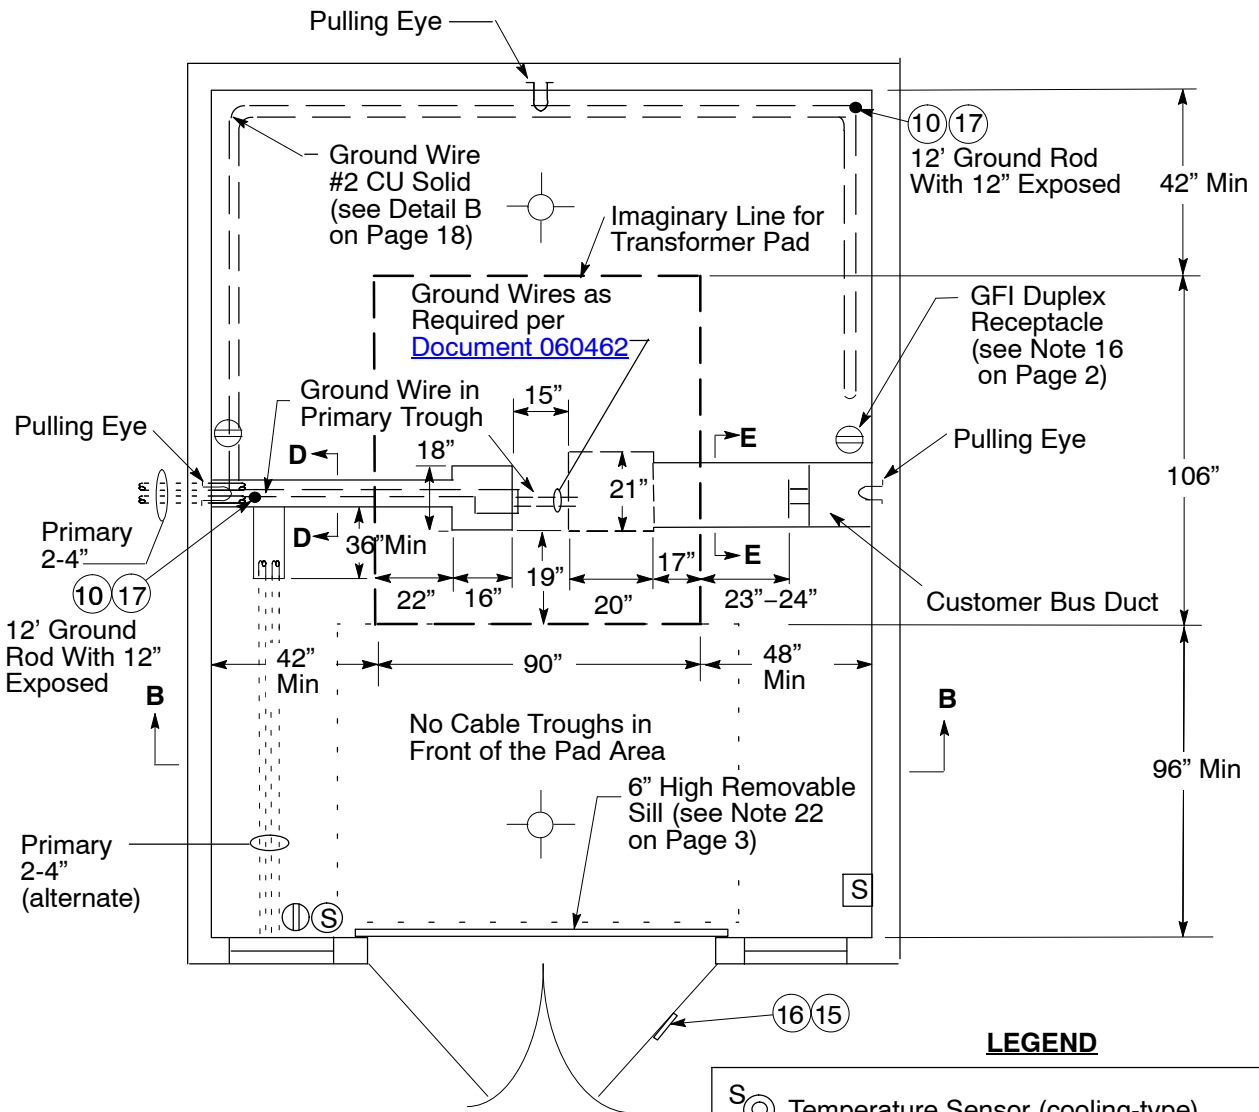 Pulling Eye
10 17
12’ Ground Rod
With 12” Exposed
42” Min
Ground Wire
#2 CU Solid
(see Detail B
on Page 18)
Imaginary Line for
Transformer Pad
Ground Wires as
Required per
Document 060462
GFI Duplex
Receptacle
(see Note 16
on Page 2)
Ground Wire in
Primary Trough
15”
Pulling Eye
D
18”
E
Pulling Eye
21”
106”
Primary
2-4”
D
36”Min
19”
17”
E
10 17
22”
16”
20”
23”–24”
Customer Bus Duct
12’ Ground
Rod With 12”
Exposed
42”
Min
90”
48”
Min
B
B
No Cable Troughs in
Front of the Pad Area
96” Min
6” High Removable
Sill (see Note 22
on Page 3)
Primary
2-4”
(alternate)
S
S
16 15
LEGEND
S
Temperature Sensor (cooling-type)